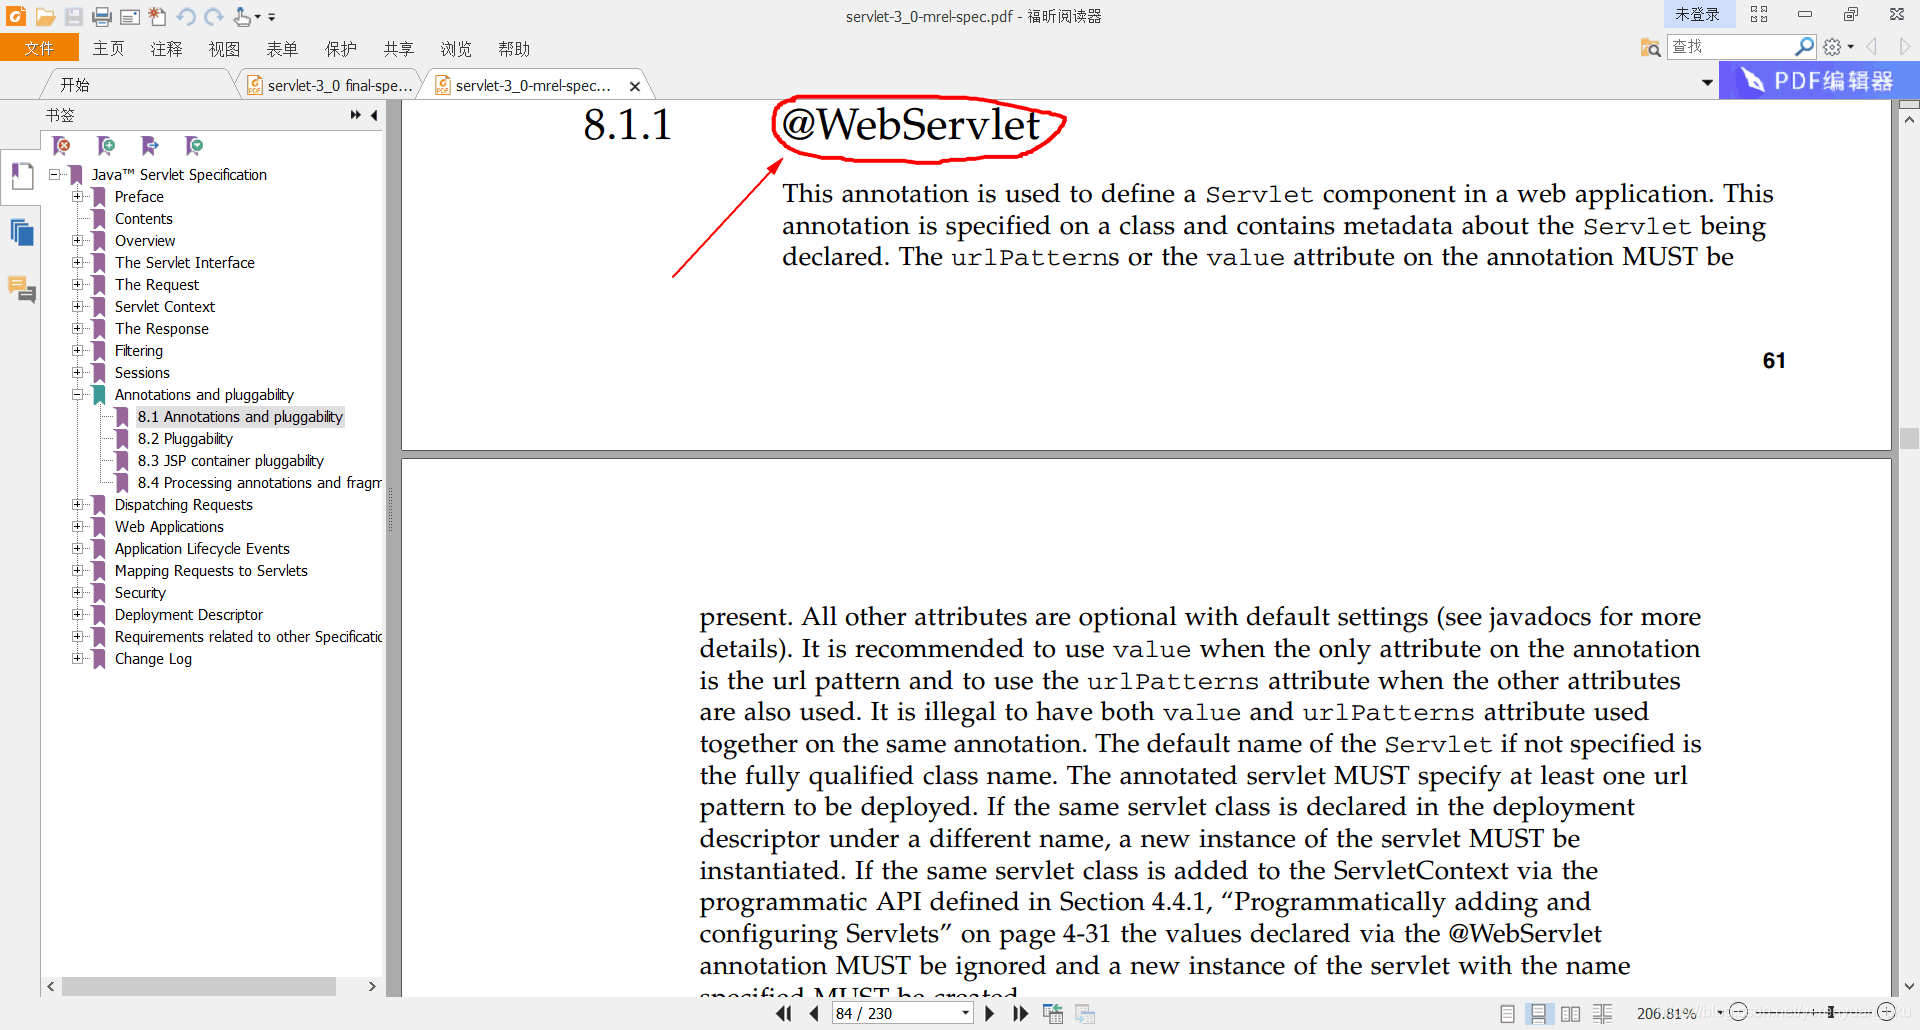 servlet-3_0-mrel-spec.pdf - 福昕阅读器
未登录
文件 主页 注释 视图 表单 保护 共享 浏览 帮助
查找
开始
servlet-3_0 final-spe...
servlet-3_0-mrel-spec...
PDF编辑器
书签
Java™ Servlet Specification
Preface
Contents
Overview
The Servlet Interface
The Request
Servlet Context
The Response
Filtering
Sessions
Annotations and pluggability
8.1 Annotations and pluggability
8.2 Pluggability
8.3 JSP container pluggability
8.4 Processing annotations and fragm
Dispatching Requests
Web Applications
Application Lifecycle Events
Mapping Requests to Servlets
Security
Deployment Descriptor
Requirements related to other Specificatio
Change Log
8.1.1 @WebServlet
This annotation is used to define a Servlet component in a web application. This
annotation is specified on a class and contains metadata about the Servlet being
declared. The urlPatterns or the value attribute on the annotation MUST be
61
present. All other attributes are optional with default settings (see javadocs for more
details). It is recommended to use value when the only attribute on the annotation
is the url pattern and to use the urlPatterns attribute when the other attributes
are also used. It is illegal to have both value and urlPatterns attribute used
together on the same annotation. The default name of the Servlet if not specified is
the fully qualified class name. The annotated servlet MUST specify at least one url
pattern to be deployed. If the same servlet class is declared in the deployment
descriptor under a different name, a new instance of the servlet MUST be
instantiated. If the same servlet class is added to the ServletContext via the
programmatic API defined in Section 4.4.1, “Programmatically adding and
configuring Servlets” on page 4-31 the values declared via the @WebServlet
annotation MUST be ignored and a new instance of the servlet with the name
specified MUST be created
84 / 230
206.81%